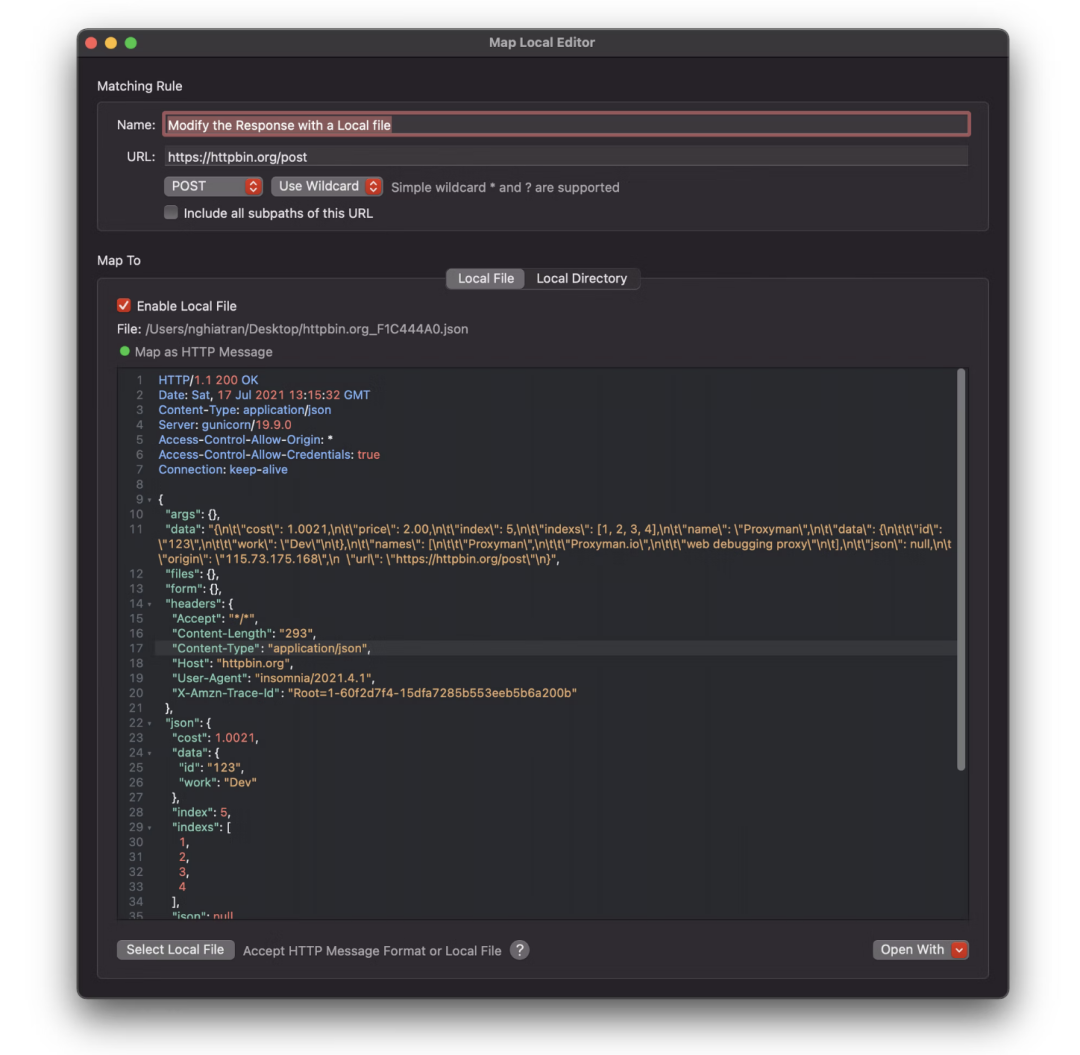 Map Local Editor
Matching Rule
Name: Modify the Response with a Local file
URL: https://httpbin.org/post
POST Use Wildcard Simple wildcard * and ? are supported
Include all subpaths of this URL
Map To
Local File Local Directory
Enable Local File
File: /Users/nghiatran/Desktop/httpbin.org_F1C444A0.json
Map as HTTP Message
1 HTTP/1.1 200 OK
2 Date: Sat, 17 Jul 2021 13:15:32 GMT
3 Content-Type: application/json
4 Server: gunicorn/19.9.0
5 Access-Control-Allow-Origin: *
6 Access-Control-Allow-Credentials: true
7 Connection: keep-alive
8
9 {
10 "args": {},
11 "data": "{\n\t\"cost\": 1.0021,\n\t\"price\": 2.00,\n\t\"index\": 5,\n\t\"indexs\": [1, 2, 3, 4],\n\t\"name\": \"Proxyman\",\n\t\"data\": {\n\t\t\"id\":
\"123\",\n\t\t\"work\": \"Dev\"\n\t},\n\t\"names\": [\n\t\t\"Proxyman\",\n\t\t\"Proxyman.io\",\n\t\t\"web debugging proxy\"\n\t],\n\t\"json\": null,\n\t
\"origin\": \"115.73.175.168\",\n  \"url\": \"https://httpbin.org/post\"\n}",
12 "files": {},
13 "form": {},
14 "headers": {
15 "Accept": "*/*",
16 "Content-Length": "293",
17 "Content-Type": "application/json",
18 "Host": "httpbin.org",
19 "User-Agent": "insomnia/2021.4.1",
20 "X-Amzn-Trace-Id": "Root=1-60f2d7f4-15dfa7285b553eeb5b6a200b"
21 },
22 "json": {
23 "cost": 1.0021,
24 "data": {
25 "id": "123",
26 "work": "Dev"
27 },
28 "index": 5,
29 "indexs": [
30 1,
31 2,
32 3,
33 4
34 ],
35 "json": null
Select Local File Accept HTTP Message Format or Local File ? Open With